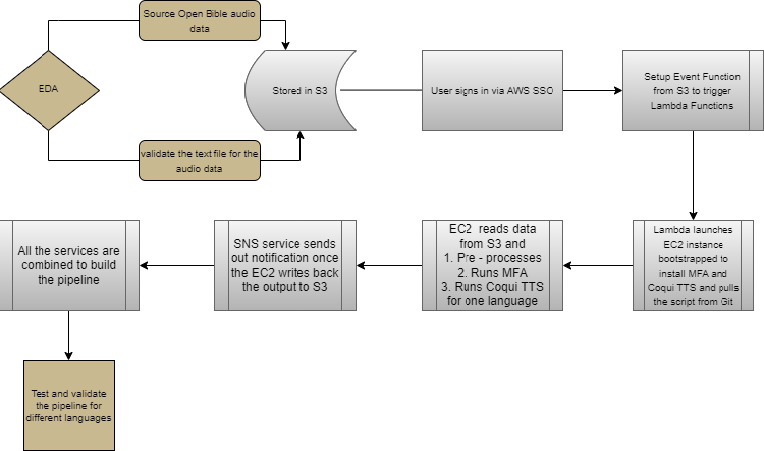 Source Open Bible audio
data
EDA
Stored in S3
User signs in via AWS SSO
Setup Event Function
from S3 to trigger
Lambda Functions
validate the text file for the
audio data
All the services are
combined to build
the pipeline
SNS service sends
out notification once
the EC2 writes back
the output to S3
EC2 reads data
from S3 and
1. Pre - processes
2. Runs MFA
3. Runs Coqui TTS
for one language
Lambda launches
EC2 instance
bootstrapped to
install MFA and
Coqui TTS and pulls
the script from Git
Test and validate
the pipeline for
different languages